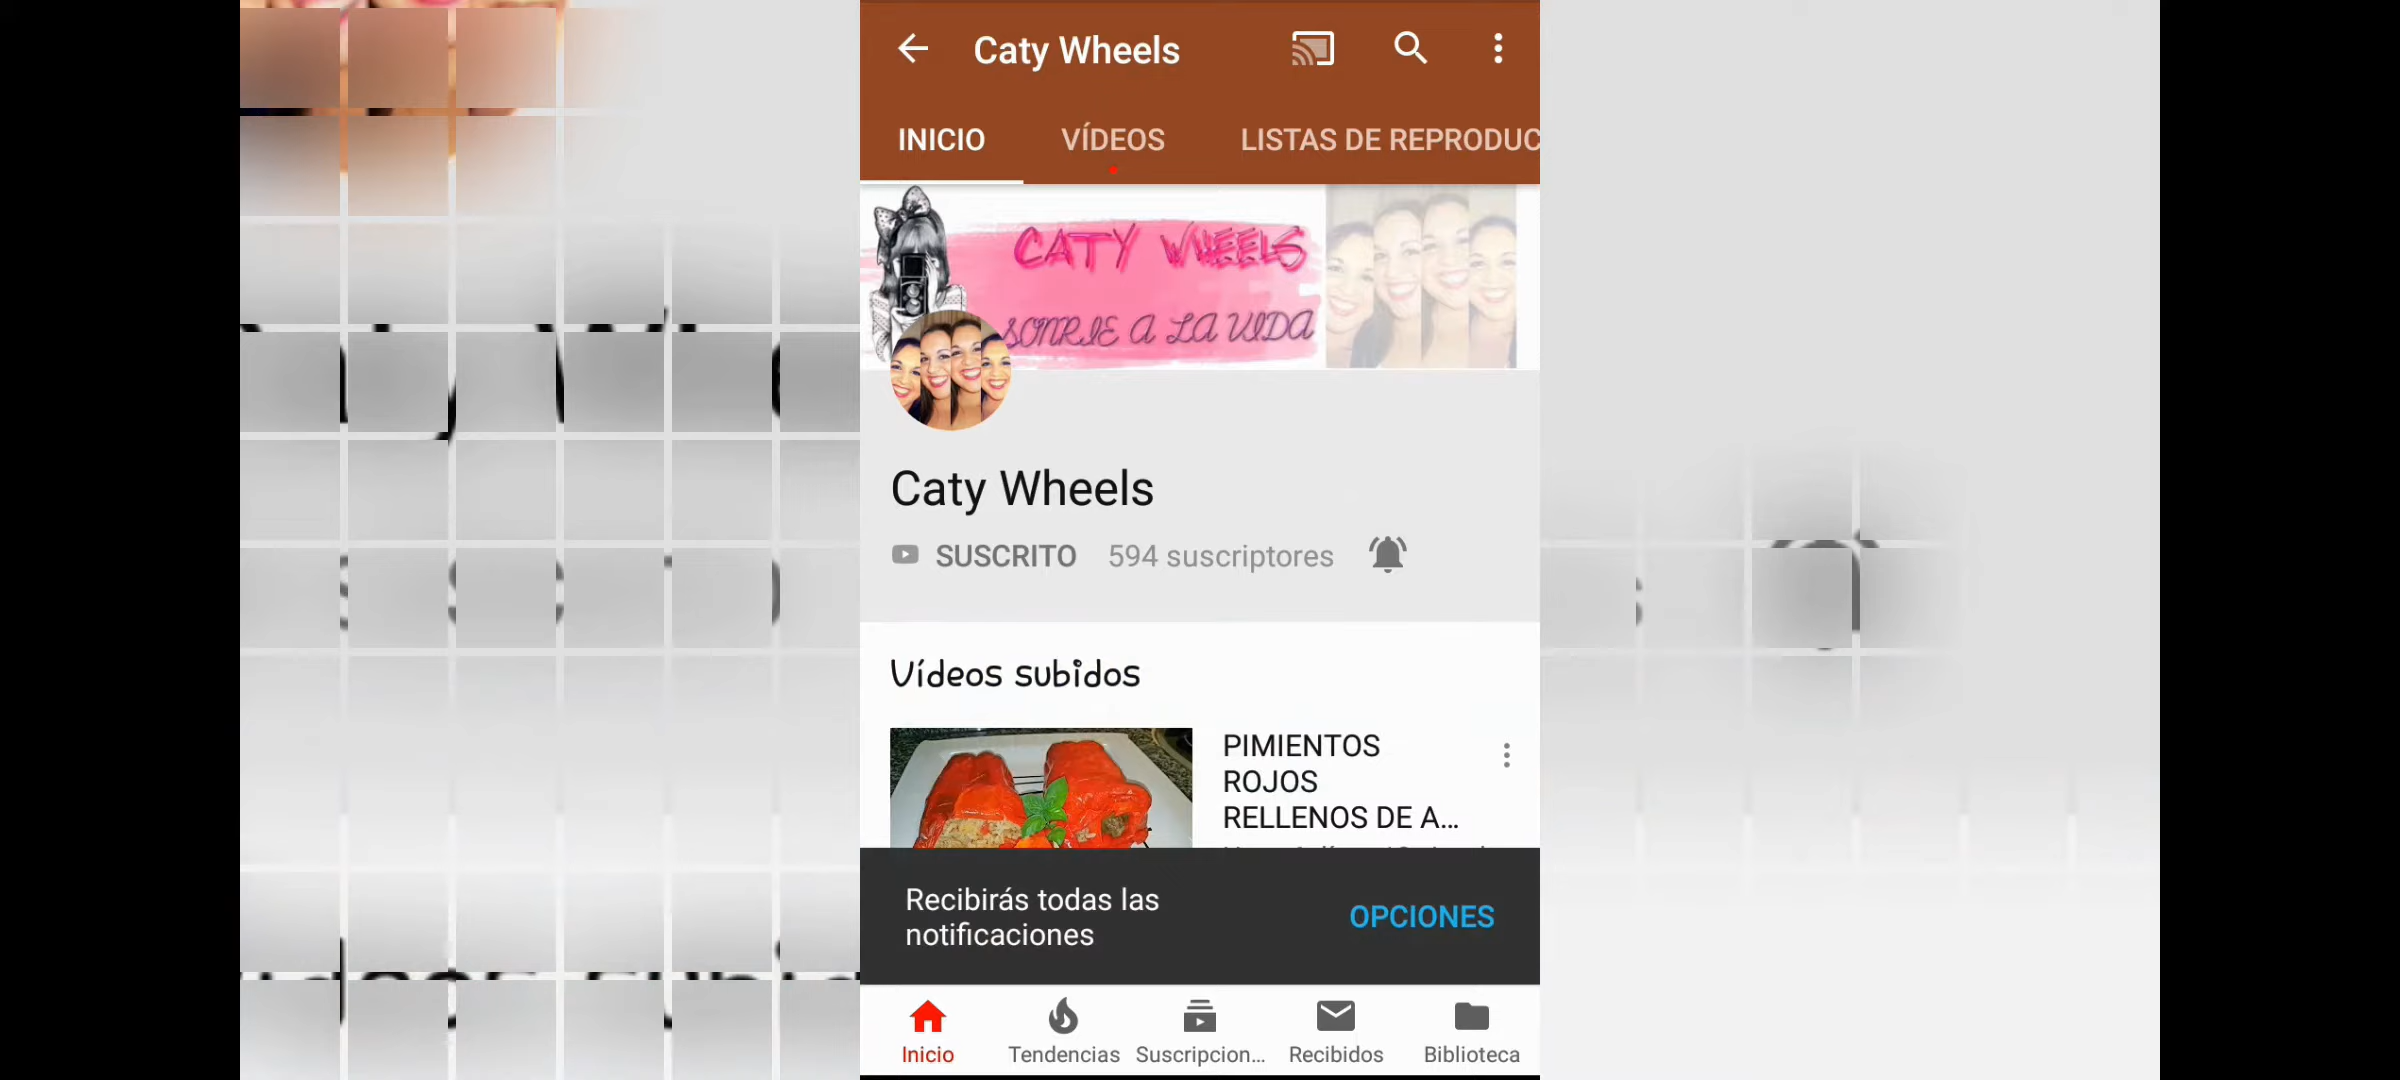 Caty Wheels
INICIO VÍDEOS LISTAS DE REPRODUC
CATY WHEELS
SONRIE A LA VIDA
Caty Wheels
SUSCRITO 594 suscriptores
Vídeos subidos
PIMIENTOS
ROJOS
RELLENOS DE A...
Recibirás todas las
notificaciones
OPCIONES
Inicio Tendencias Suscripcion... Recibidos Biblioteca